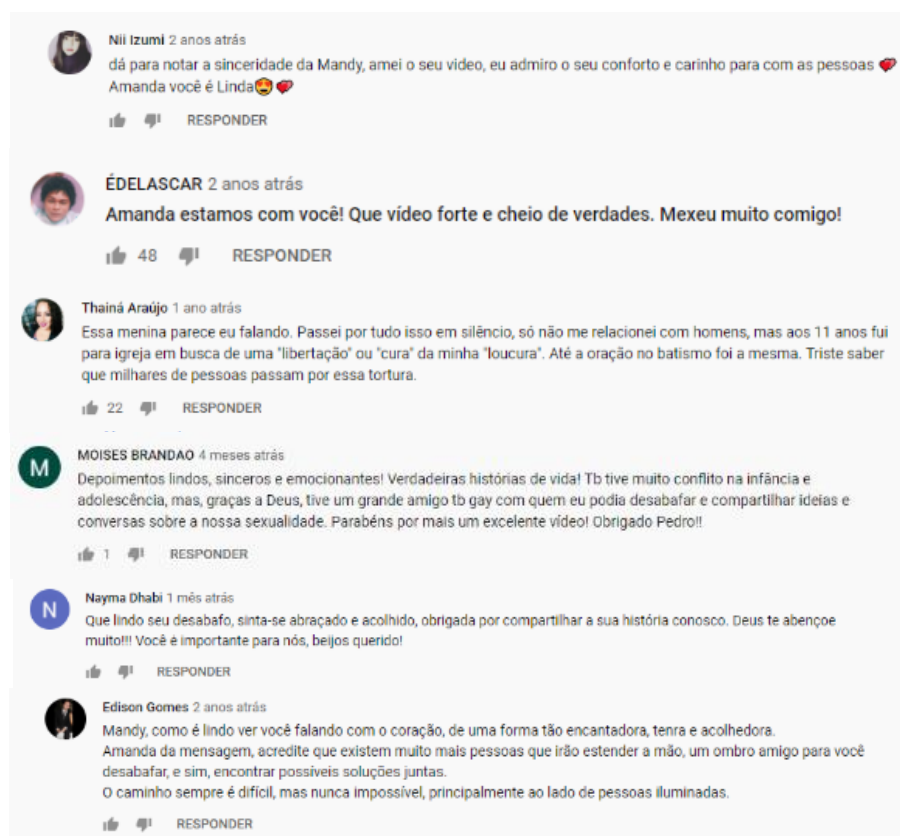 Nii Izumi 2 anos atrás
dá para notar a sinceridade da Mandy, amei o seu video, eu admiro o seu conforto e carinho para com as pessoas 💕
Amanda você é Linda😍💕
RESPONDER
ÉDELASCAR 2 anos atrás
Amanda estamos com você! Que vídeo forte e cheio de verdades. Mexeu muito comigo!
48 RESPONDER
Thainá Araújo 1 ano atrás
Essa menina parece eu falando. Passei por tudo isso em silêncio, só não me relacionei com homens, mas aos 11 anos fui
para igreja em busca de uma "libertação" ou "cura" da minha "loucura". Até a oração no batismo foi a mesma. Triste saber
que milhares de pessoas passam por essa tortura.
22 RESPONDER
M
MOISES BRANDAO 4 meses atrás
Depoimentos lindos, sinceros e emocionantes! Verdadeiras histórias de vida! Tb tive muito conflito na infância e
adolescência, mas, graças a Deus, tive um grande amigo tb gay com quem eu podia desabafar e compartilhar ideias e
conversas sobre a nossa sexualidade. Parabéns por mais um excelente vídeo! Obrigado Pedro!!
1 RESPONDER
N
Nayma Dhabi 1 mês atrás
Que lindo seu desabafo, sinta-se abraçado e acolhido, obrigada por compartilhar a sua história conosco. Deus te abençoe
muito!!! Você é importante para nós, beijos querido!
RESPONDER
Edison Gomes 2 anos atrás
Mandy, como é lindo ver você falando com o coração, de uma forma tão encantadora, tenra e acolhedora.
Amanda da mensagem, acredite que existem muito mais pessoas que irão estender a mão, um ombro amigo para você
desabafar, e sim, encontrar possíveis soluções juntas.
O caminho sempre é difícil, mas nunca impossível, principalmente ao lado de pessoas iluminadas.
RESPONDER